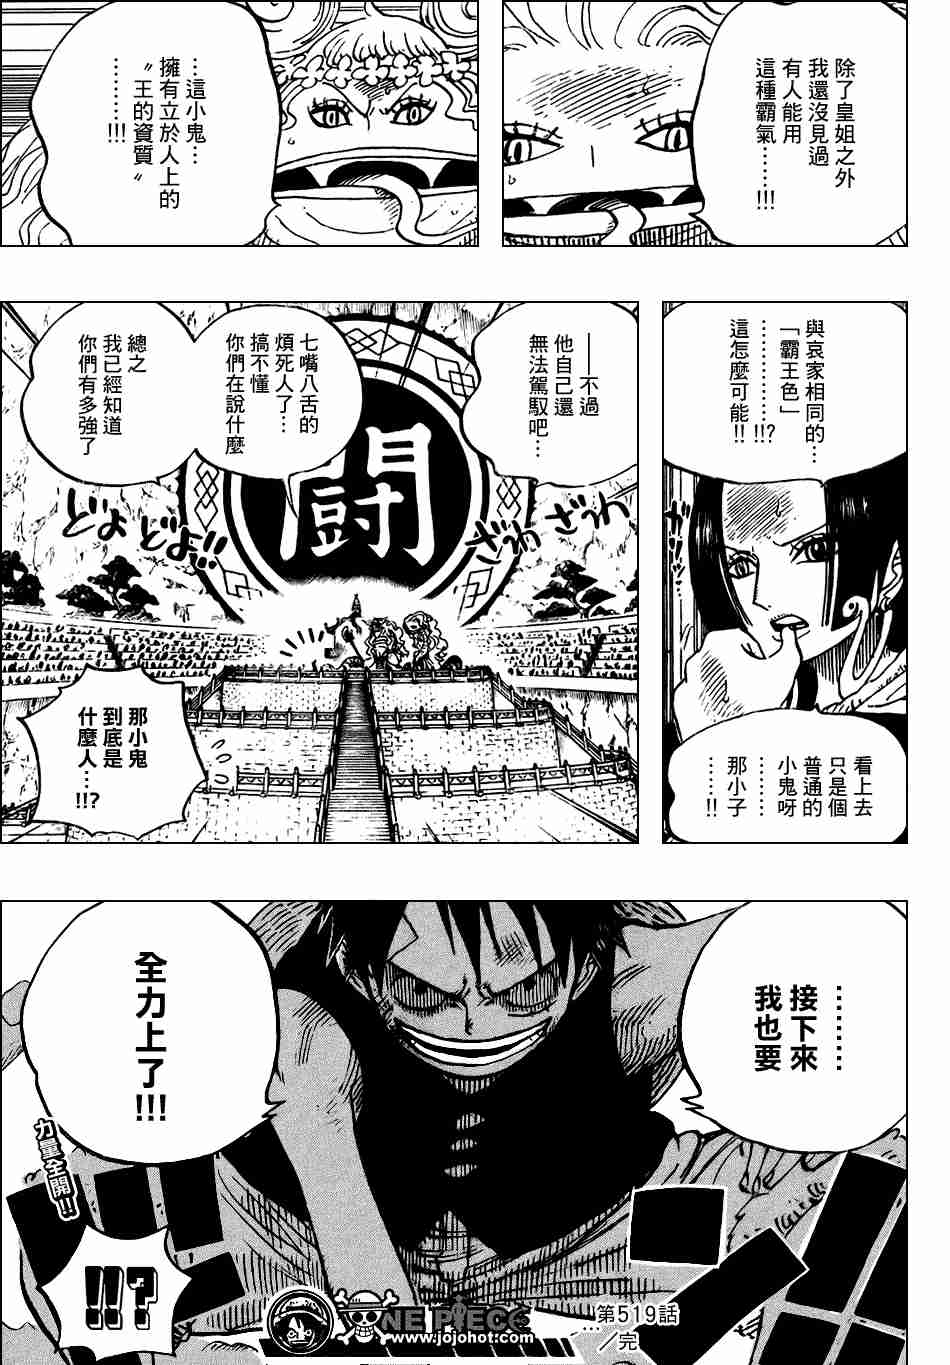 除了皇姐之外
我還沒見過
有人能用
這種霸氣……!!!
…這小鬼…
擁有立於人上的
〝王的資質〞
………!!!
與哀家相同的…
「霸王色」
……………!!?
這怎麼可能!!
ガリ
看上去
只是個
普通的
小鬼呀
……
那小子
……!!
——不過
他自己還
無法駕馭吧…
七嘴八舌的
煩死人了…
搞不懂
你們在說什麼
總之
我已經知道
你們有多強了
闘
ざわ ざわ
どよ どよ!!
那小鬼
到底是
什麼人…!!?
………
接下來
我也要
全力上了!!!
力量全開!!
!!?
ONE PIECE
www.jojohot.com
第519話
…／完